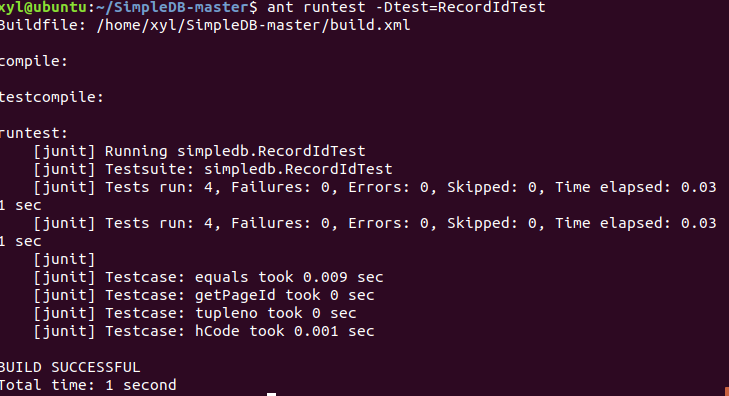 xyl@ubuntu:~/SimpleDB-master$ ant runtest -Dtest=RecordIdTest
Buildfile: /home/xyl/SimpleDB-master/build.xml
compile:
testcompile:
runtest:
[junit] Running simpledb.RecordIdTest
[junit] Testsuite: simpledb.RecordIdTest
[junit] Tests run: 4, Failures: 0, Errors: 0, Skipped: 0, Time elapsed: 0.03
1 sec
[junit] Tests run: 4, Failures: 0, Errors: 0, Skipped: 0, Time elapsed: 0.03
1 sec
[junit]
[junit] Testcase: equals took 0.009 sec
[junit] Testcase: getPageId took 0 sec
[junit] Testcase: tupleno took 0 sec
[junit] Testcase: hCode took 0.001 sec
BUILD SUCCESSFUL
Total time: 1 second